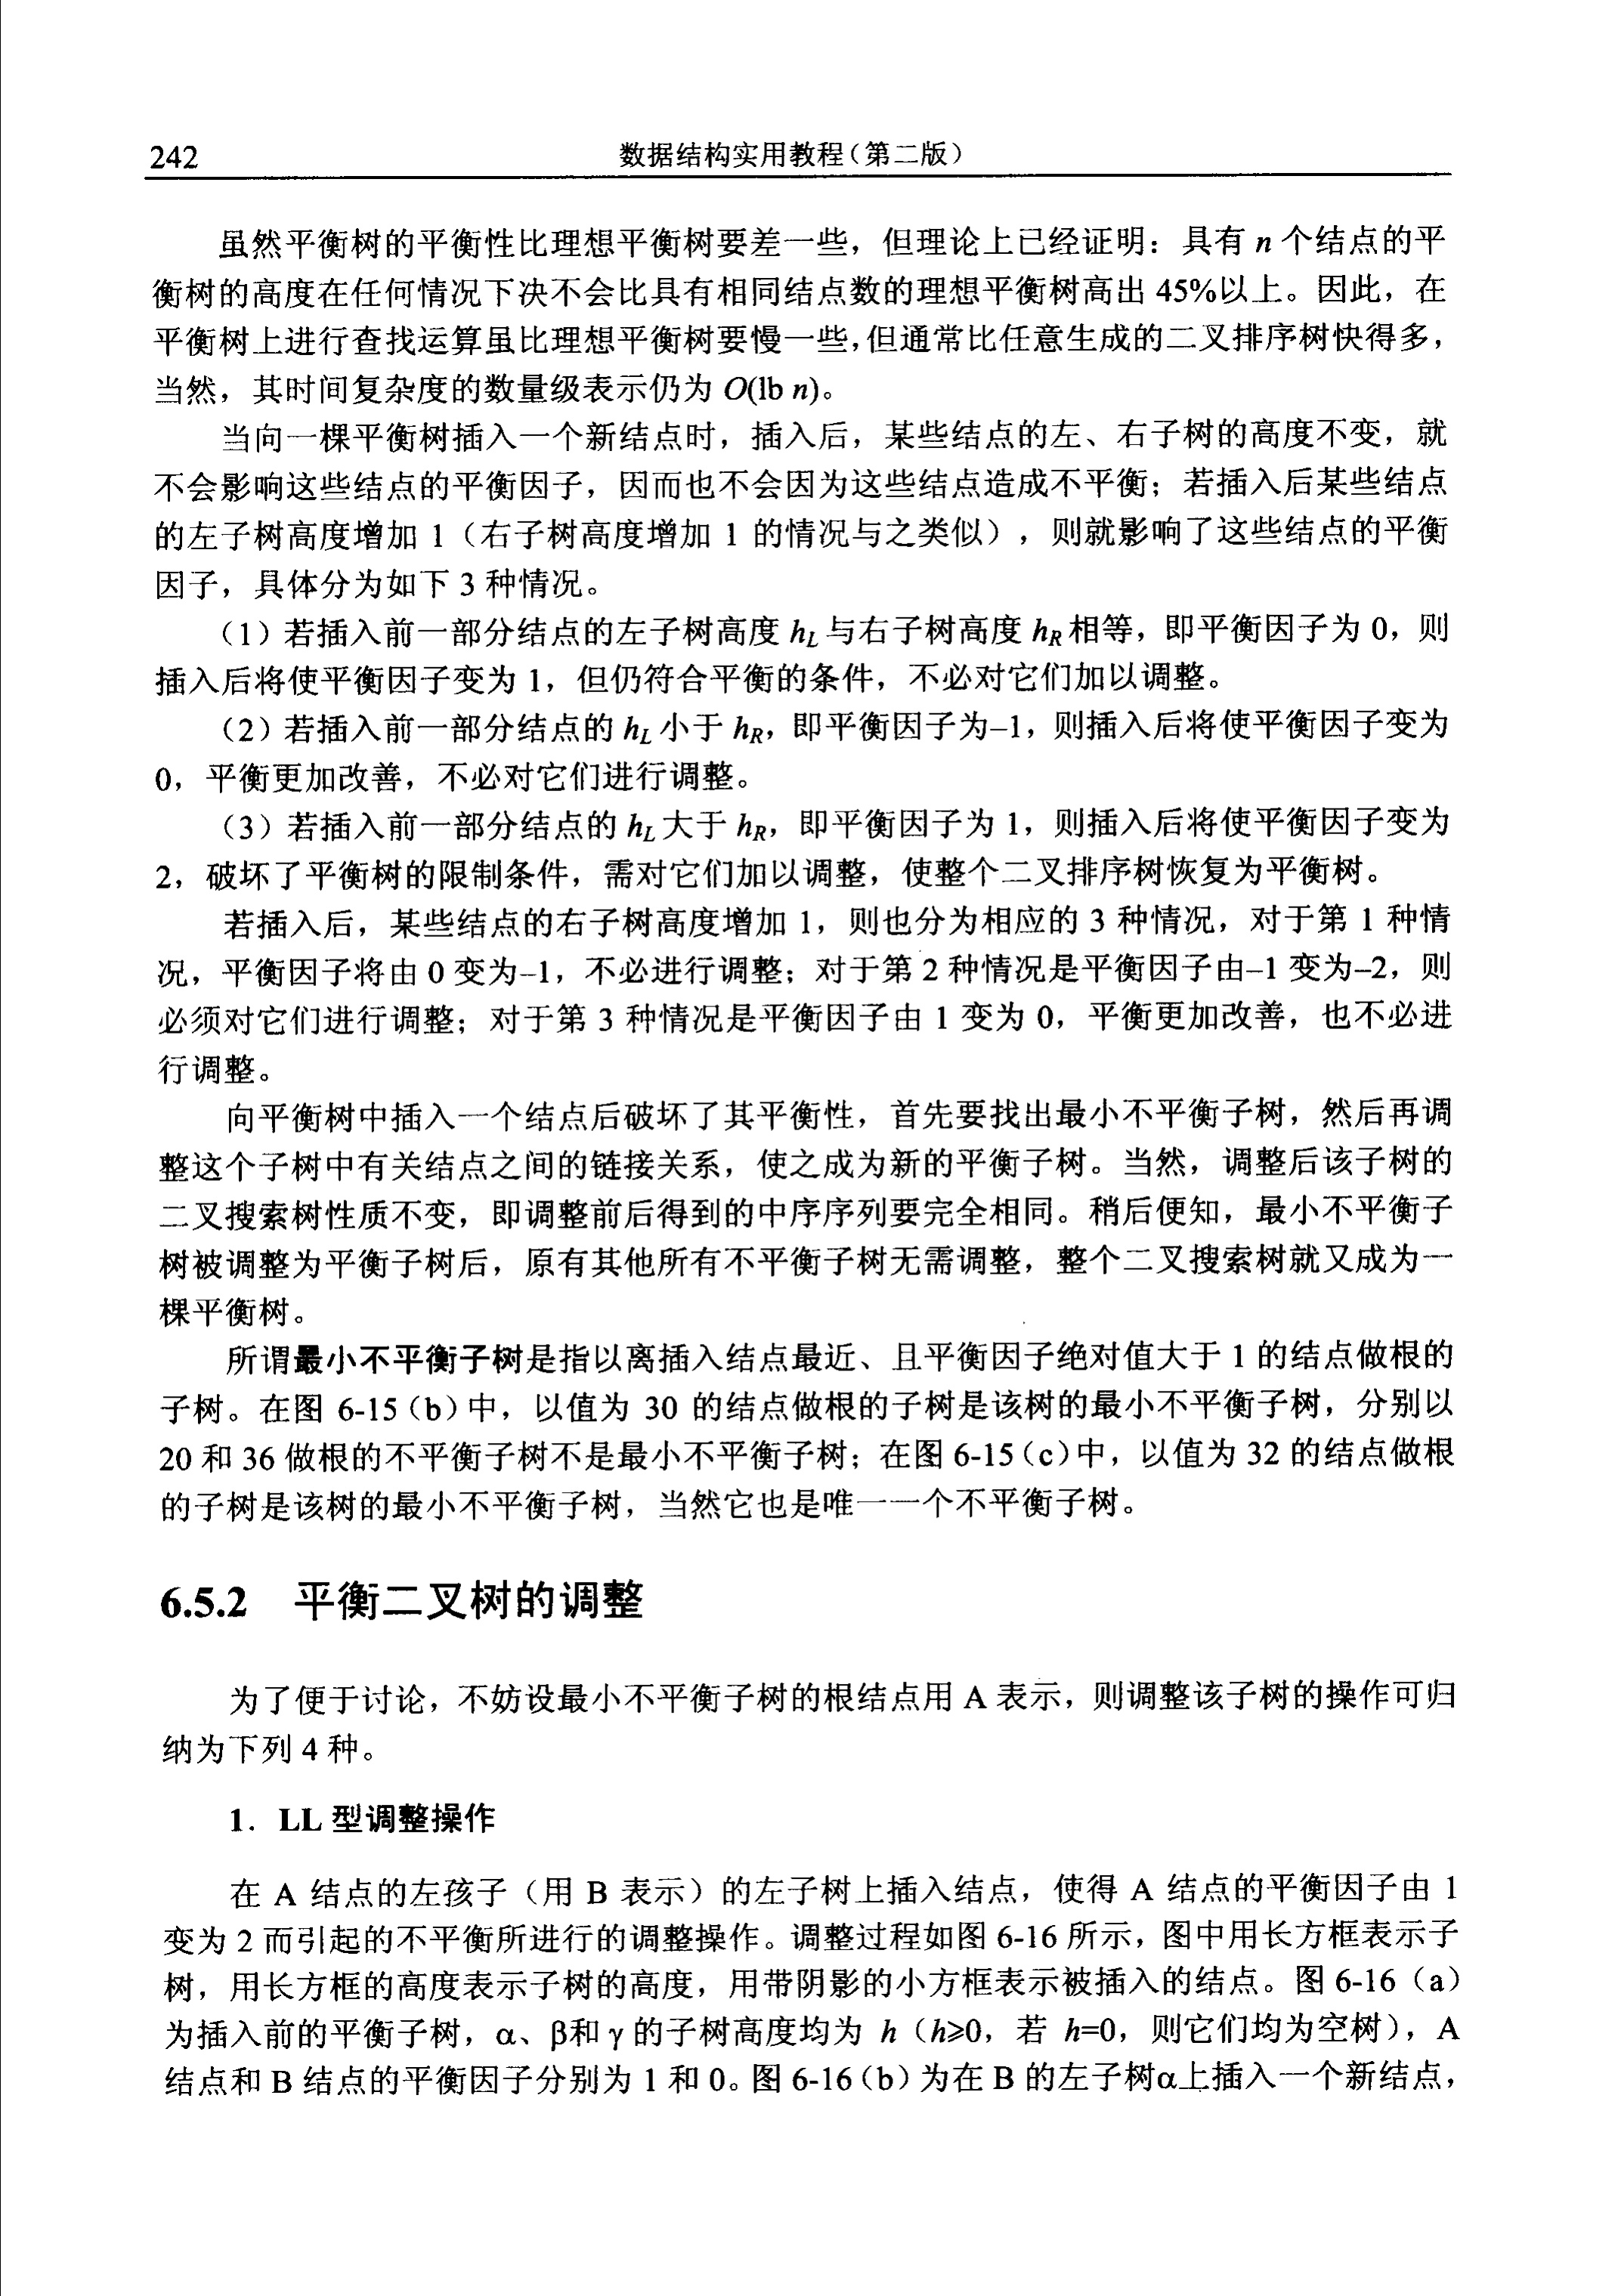 242 数据结构实用教程（第二版）
虽然平衡树的平衡性比理想平衡树要差一些，但理论上已经证明：具有 n 个结点的平
衡树的高度在任何情况下决不会比具有相同结点数的理想平衡树高出 45%以上。因此，在
平衡树上进行查找运算虽比理想平衡树要慢一些，但通常比任意生成的二叉排序树快得多，
当然，其时间复杂度的数量级表示仍为 O(lb n)。
当向一棵平衡树插入一个新结点时，插入后，某些结点的左、右子树的高度不变，就
不会影响这些结点的平衡因子，因而也不会因为这些结点造成不平衡；若插入后某些结点
的左子树高度增加 1（右子树高度增加 1 的情况与之类似），则就影响了这些结点的平衡
因子，具体分为如下 3 种情况。
（1）若插入前一部分结点的左子树高度 hL 与右子树高度 hR 相等，即平衡因子为 0，则
插入后将使平衡因子变为 1，但仍符合平衡的条件，不必对它们加以调整。
（2）若插入前一部分结点的 hL 小于 hR，即平衡因子为–1，则插入后将使平衡因子变为
0，平衡更加改善，不必对它们进行调整。
（3）若插入前一部分结点的 hL 大于 hR，即平衡因子为 1，则插入后将使平衡因子变为
2，破坏了平衡树的限制条件，需对它们加以调整，使整个二叉排序树恢复为平衡树。
若插入后，某些结点的右子树高度增加 1，则也分为相应的 3 种情况，对于第 1 种情
况，平衡因子将由 0 变为–1，不必进行调整；对于第 2 种情况是平衡因子由–1 变为–2，则
必须对它们进行调整；对于第 3 种情况是平衡因子由 1 变为 0，平衡更加改善，也不必进
行调整。
向平衡树中插入一个结点后破坏了其平衡性，首先要找出最小不平衡子树，然后再调
整这个子树中有关结点之间的链接关系，使之成为新的平衡子树。当然，调整后该子树的
二叉搜索树性质不变，即调整前后得到的中序序列要完全相同。稍后便知，最小不平衡子
树被调整为平衡子树后，原有其他所有不平衡子树无需调整，整个二叉搜索树就又成为一
棵平衡树。
所谓最小不平衡子树是指以离插入结点最近、且平衡因子绝对值大于 1 的结点做根的
子树。在图 6-15（b）中，以值为 30 的结点做根的子树是该树的最小不平衡子树，分别以
20 和 36 做根的不平衡子树不是最小不平衡子树；在图 6-15（c）中，以值为 32 的结点做根
的子树是该树的最小不平衡子树，当然它也是唯一一个不平衡子树。
6.5.2 平衡二叉树的调整
为了便于讨论，不妨设最小不平衡子树的根结点用 A 表示，则调整该子树的操作可归
纳为下列 4 种。
1．LL 型调整操作
在 A 结点的左孩子（用 B 表示）的左子树上插入结点，使得 A 结点的平衡因子由 1
变为 2 而引起的不平衡所进行的调整操作。调整过程如图 6-16 所示，图中用长方框表示子
树，用长方框的高度表示子树的高度，用带阴影的小方框表示被插入的结点。图 6-16（a）
为插入前的平衡子树，α、β和 γ 的子树高度均为 h（h≥0，若 h=0，则它们均为空树），A
结点和 B 结点的平衡因子分别为 1 和 0。图 6-16（b）为在 B 的左子树α上插入一个新结点，